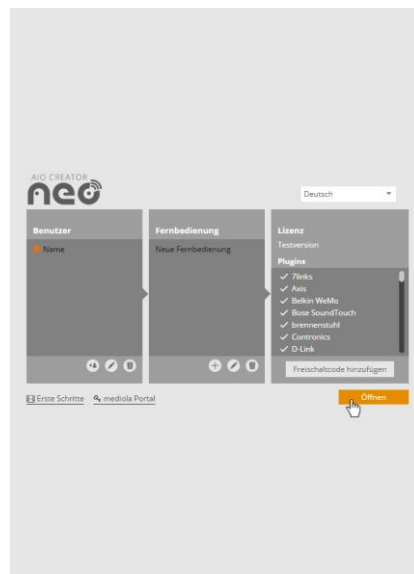 AIO CREATOR
neo
Deutsch
Benutzer
Name
Fernbedienung
Neue Fernbedienung
Lizenz
Testversion
Plugins
7links
Axis
Belkin WeMo
Bose SoundTouch
brennenstuhl
Contronics
D-Link
Freischaltcode hinzufügen
Erste Schritte
mediola Portal
Öffnen